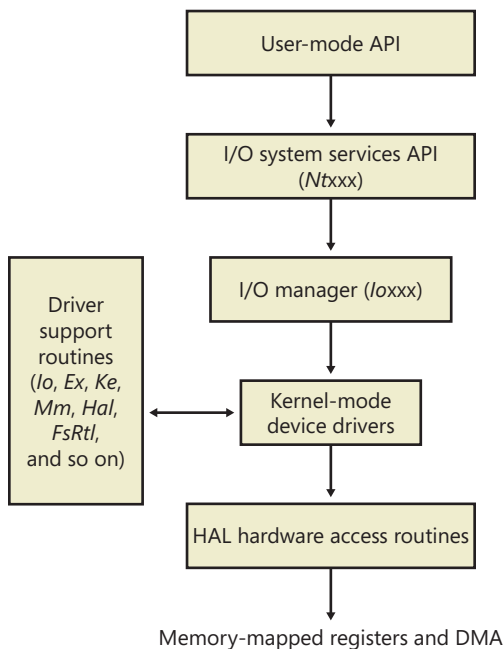 User-mode API
I/O system services API
(Ntxxx)
I/O manager (Ioxxx)
Driver
support
routines
(Io, Ex, Ke,
Mm, Hal,
FsRtl,
and so on)
Kernel-mode
device drivers
HAL hardware access routines
Memory-mapped registers and DMA